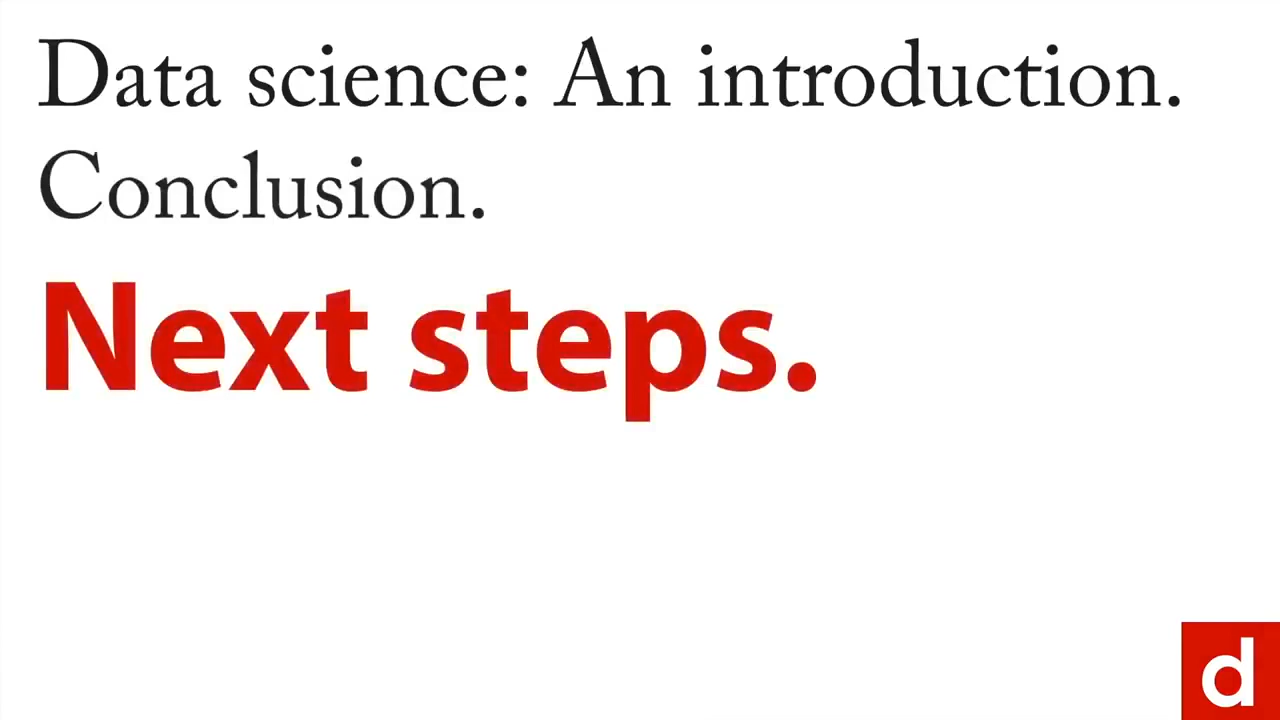 Data science: An introduction.
Conclusion.
Next steps.
d